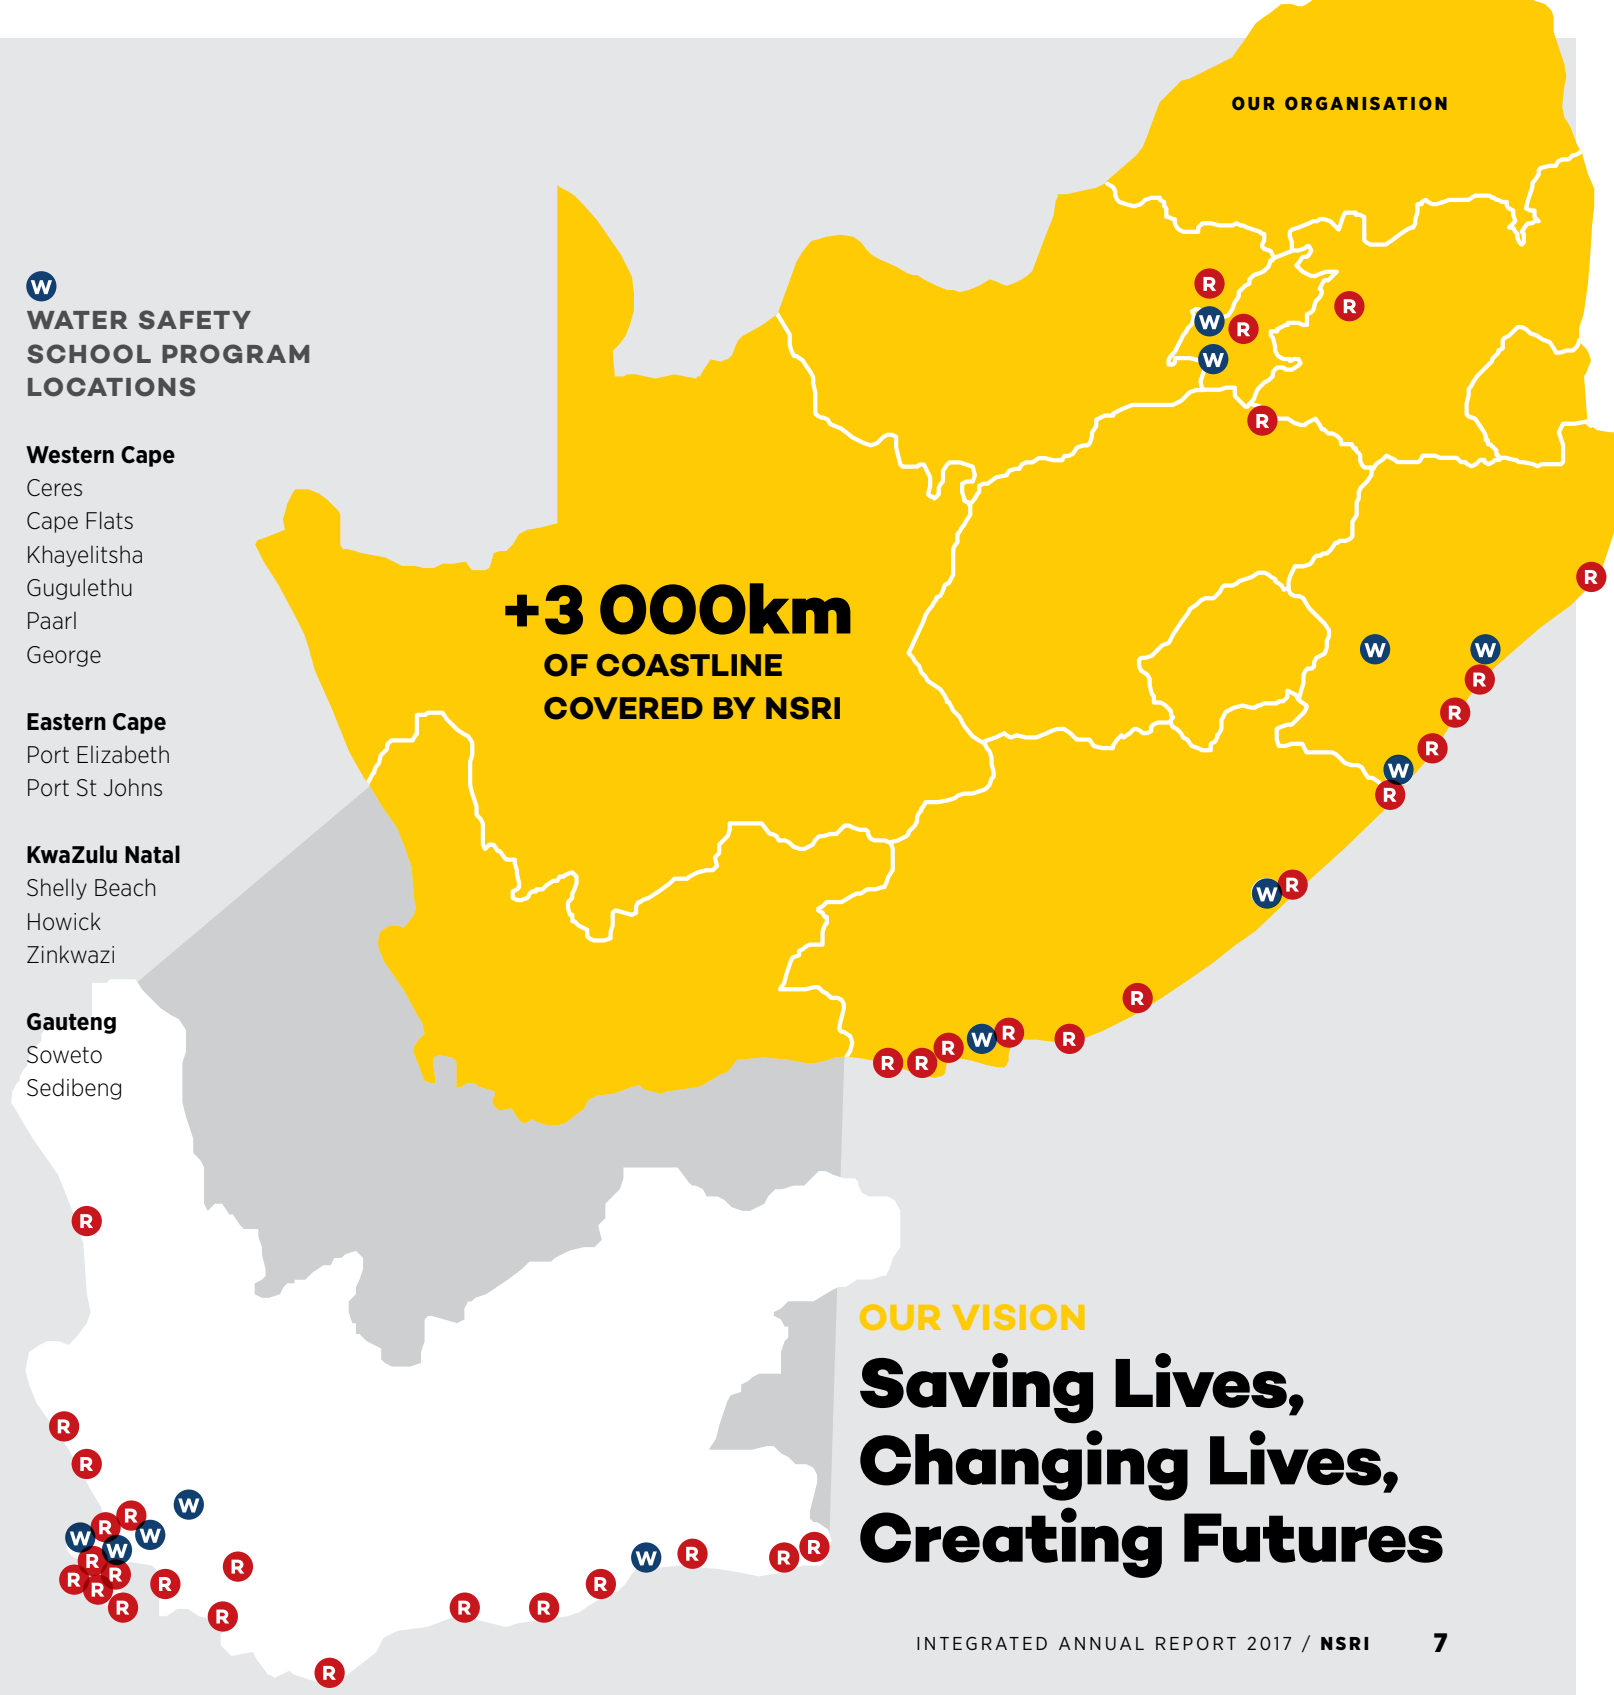 OUR ORGANISATION
W
WATER SAFETY
SCHOOL PROGRAM
LOCATIONS
Western Cape
Ceres
Cape Flats
Khayelitsha
Gugulethu
Paarl
George
Eastern Cape
Port Elizabeth
Port St Johns
KwaZulu Natal
Shelly Beach
Howick
Zinkwazi
Gauteng
Soweto
Sedibeng
+3 000km
OF COASTLINE
COVERED BY NSRI
R
R
W
R
W
R
R
W
W
R
R
R
W
R
R
W
R
R
W
R
R
R
R
R
R
R
W
R
R
W
W
W
R
R
R
R
R
R
R
R
R
R
R
R
W
R
R
R
R
OUR VISION
Saving Lives,
Changing Lives,
Creating Futures
INTEGRATED ANNUAL REPORT 2017 / NSRI 7